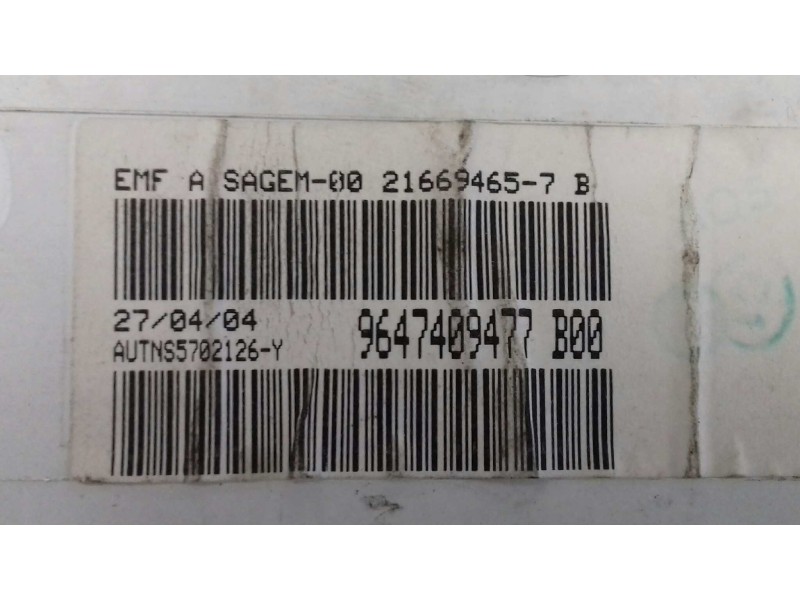 EMF A SAGEM-00 21669465-7 B
27/04/04
9647409477 B00
AUTNS5702126-Y